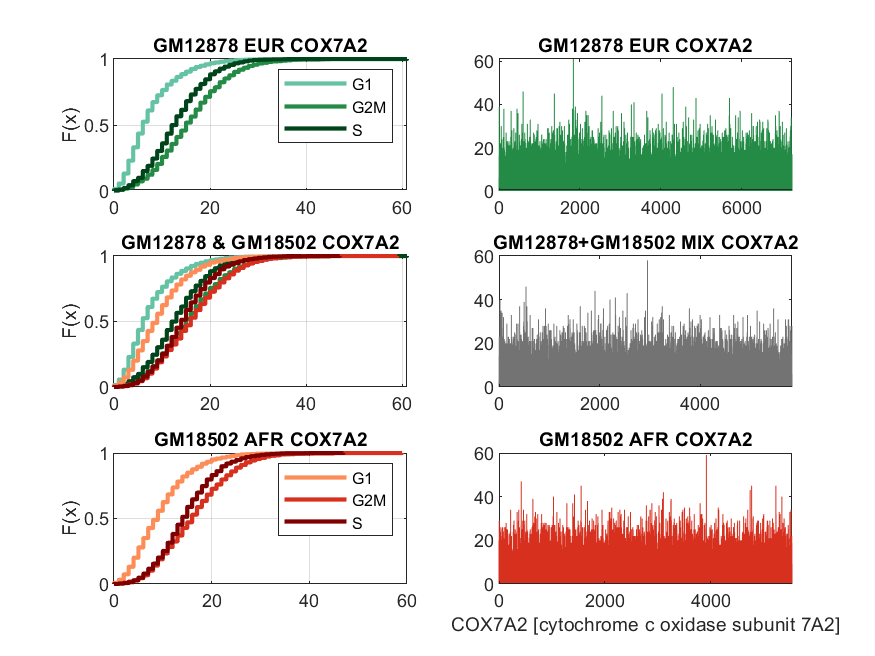 GM12878 EUR COX7A2
F(x)
1
0.5
0
0 20 40 60
G1
G2M
S
GM12878 EUR COX7A2
60
40
20
0
0 2000 4000 6000
GM12878 & GM18502 COX7A2
F(x)
1
0.5
0
0 20 40 60
GM12878+GM18502 MIX COX7A2
60
40
20
0
0 2000 4000
GM18502 AFR COX7A2
F(x)
1
0.5
0
0 20 40 60
G1
G2M
S
GM18502 AFR COX7A2
60
40
20
0
0 2000 4000
COX7A2 [cytochrome c oxidase subunit 7A2]